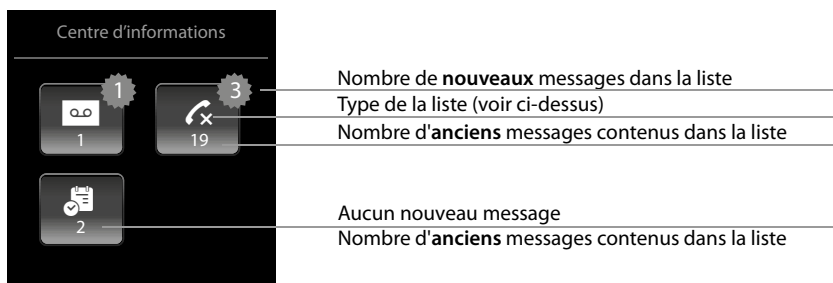 Centre d'informations
1
3
1
19
2
Nombre de nouveaux messages dans la liste
Type de la liste (voir ci-dessus)
Nombre d'anciens messages contenus dans la liste
Aucun nouveau message
Nombre d'anciens messages contenus dans la liste